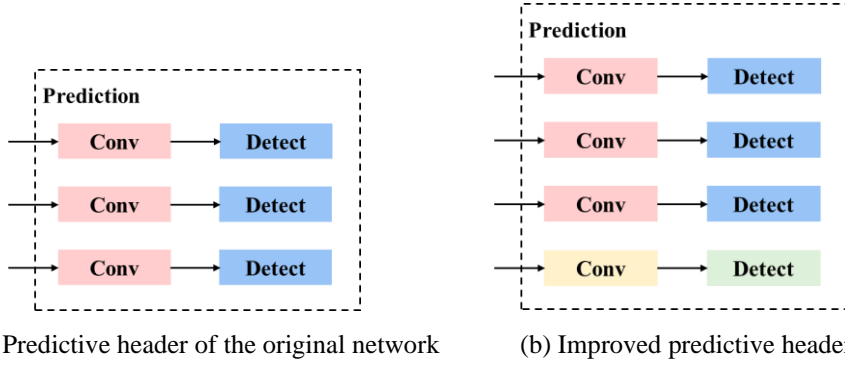 Prediction
Conv Detect
Conv Detect
Conv Detect
Predictive header of the original network
Prediction
Conv Detect
Conv Detect
Conv Detect
Conv Detect
(b) Improved predictive header